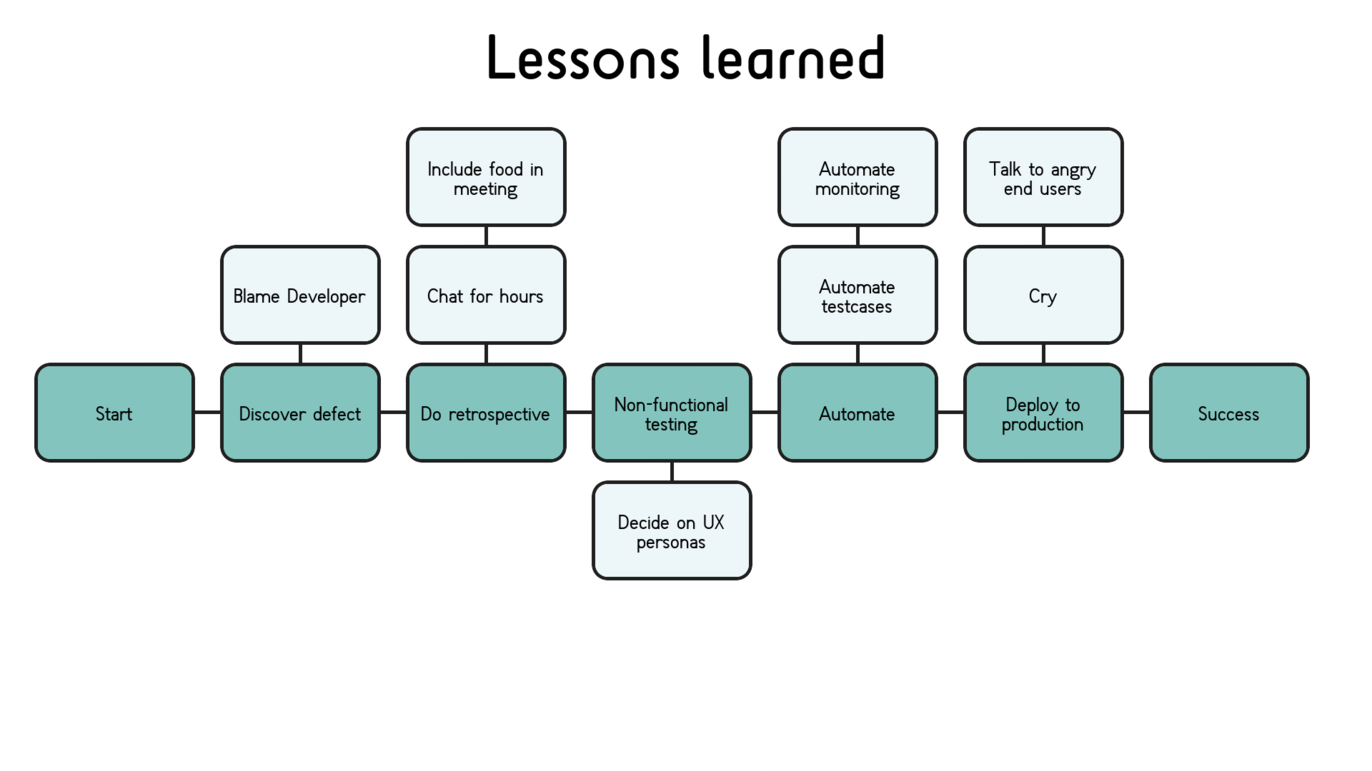 Lessons learned
Include food in
meeting
Automate
monitoring
Talk to angry
end users
Blame Developer
Chat for hours
Automate
testcases
Cry
Start
Discover defect
Do retrospective
Non-functional
testing
Automate
Deploy to
production
Success
Decide on UX
personas